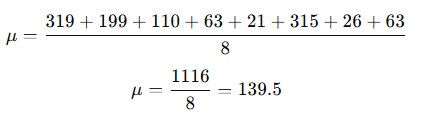 μ = (319 + 199 + 110 + 63 + 21 + 315 + 26 + 63) / 8
μ = 1116 / 8 = 139.5